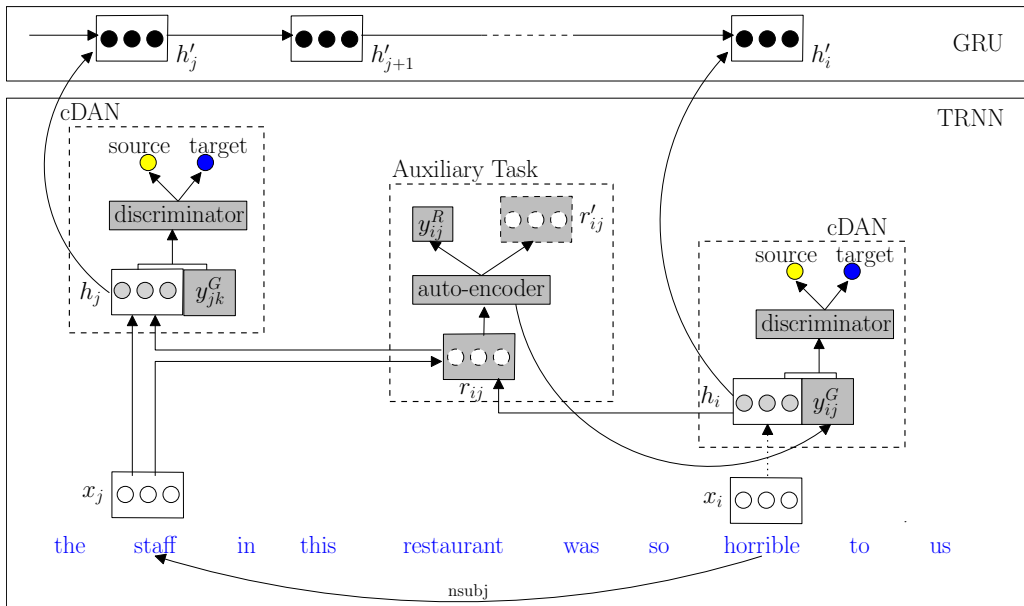 h′_j h′_{j+1} h′_i GRU
TRNN
cDAN
source target
discriminator
h_j y^G_{jk}
Auxiliary Task
y^R_{ij} r′_{ij}
auto-encoder
r_{ij}
cDAN
source target
discriminator
h_i y^G_{ij}
x_j x_i
the staff in this restaurant was so horrible to us
nsubj